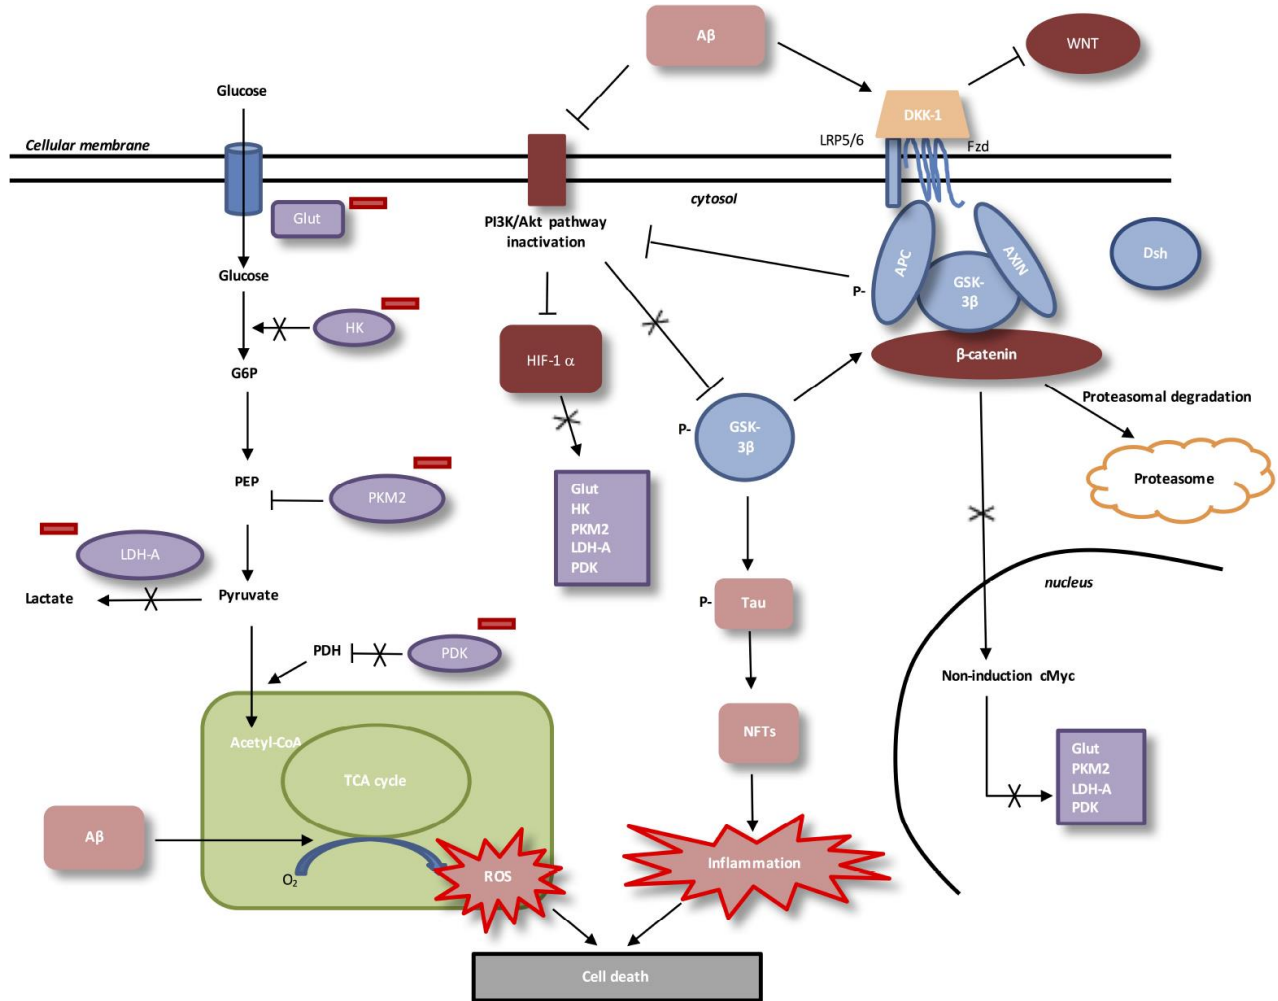 Aβ
WNT
Glucose
DKK-1
LRP5/6
Fzd
Cellular membrane
cytosol
Glut
PI3K/Akt pathway
inactivation
APC
AXIN
Dsh
Glucose
P-
GSK-
3β
HK
HIF-1 α
β-catenin
G6P
Proteasomal degradation
P-
GSK-
3β
PEP
PKM2
Glut
HK
PKM2
LDH-A
PDK
Proteasome
LDH-A
Lactate
Pyruvate
nucleus
P-
Tau
PDH
PDK
Non-induction cMyc
Acetyl-CoA
NFTs
TCA cycle
Glut
PKM2
LDH-A
PDK
Aβ
O₂
ROS
Inflammation
Cell death